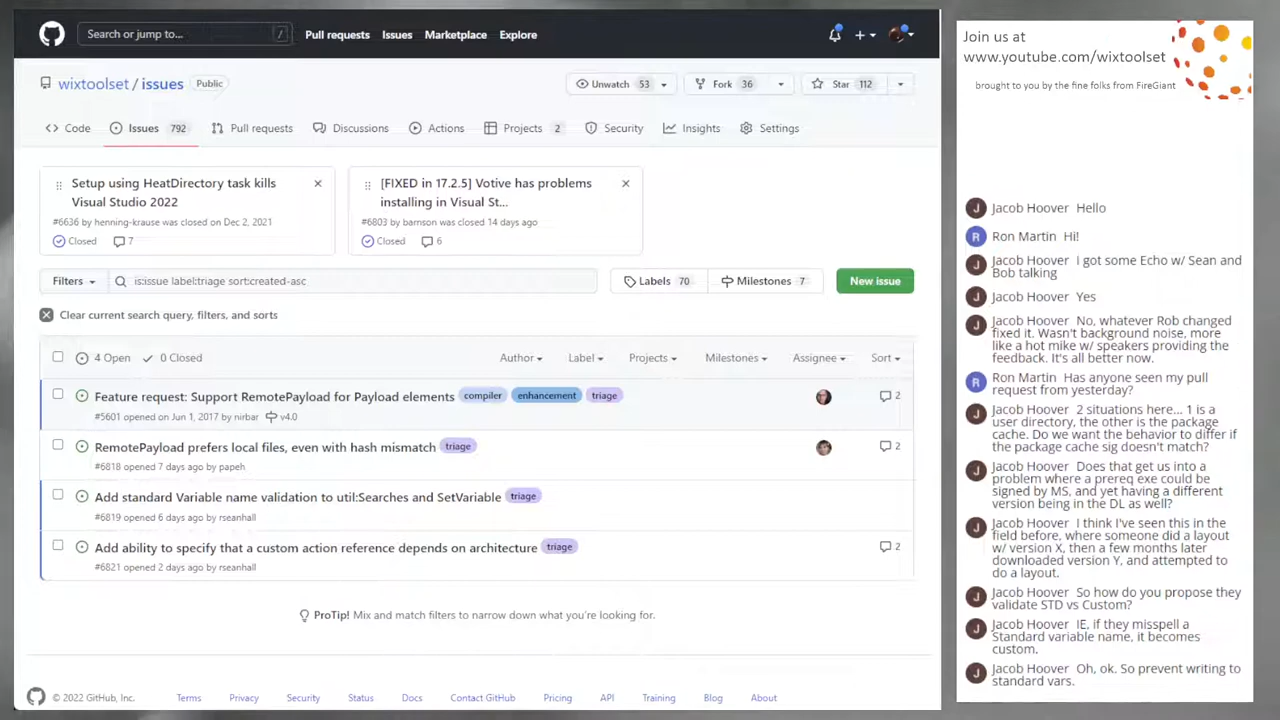 Search or jump to...
/
Pull requests Issues Marketplace Explore
wixtoolset / issues Public
Unwatch 53
Fork 36
Star 112
Code
Issues 792
Pull requests
Discussions
Actions
Projects 2
Security
Insights
Settings
Setup using HeatDirectory task kills
Visual Studio 2022
#6636 by henning-krause was closed on Dec 2, 2021
Closed 7
[FIXED in 17.2.5] Votive has problems
installing in Visual St...
#6803 by barnson was closed 14 days ago
Closed 6
Filters
is:issue label:triage sort:created-asc
Labels 70
Milestones 7
New issue
Clear current search query, filters, and sorts
4 Open 0 Closed
Author Label Projects Milestones Assignee Sort
Feature request: Support RemotePayload for Payload elements compiler enhancement triage 2
#5601 opened on Jun 1, 2017 by nirbar v4.0
RemotePayload prefers local files, even with hash mismatch triage 2
#6818 opened 7 days ago by papeh
Add standard Variable name validation to util:Searches and SetVariable triage
#6819 opened 6 days ago by rseanhall
Add ability to specify that a custom action reference depends on architecture triage 2
#6821 opened 2 days ago by rseanhall
ProTip! Mix and match filters to narrow down what you're looking for.
© 2022 GitHub, Inc. Terms Privacy Security Status Docs Contact GitHub Pricing API Training Blog About
Join us at
www.youtube.com/wixtoolset
brought to you by the fine folks from FireGiant
J Jacob Hoover Hello
R Ron Martin Hi!
J Jacob Hoover I got some Echo w/ Sean and
Bob talking
J Jacob Hoover Yes
J Jacob Hoover No, whatever Rob changed
fixed it. Wasn't background noise, more
like a hot mike w/ speakers providing the
feedback. It's all better now.
R Ron Martin Has anyone seen my pull
request from yesterday?
J Jacob Hoover 2 situations here... 1 is a
user directory, the other is the package
cache. Do we want the behavior to differ if
the package cache sig doesn't match?
J Jacob Hoover Does that get us into a
problem where a prereq exe could be
signed by MS, and yet having a different
version being in the DL as well?
J Jacob Hoover I think I've seen this in the
field before, where someone did a layout
w/ version X, then a few months later
downloaded version Y, and attempted to
do a layout.
J Jacob Hoover So how do you propose they
validate STD vs Custom?
J Jacob Hoover IE, if they misspell a
Standard variable name, it becomes
custom.
J Jacob Hoover Oh, ok. So prevent writing to
standard vars.